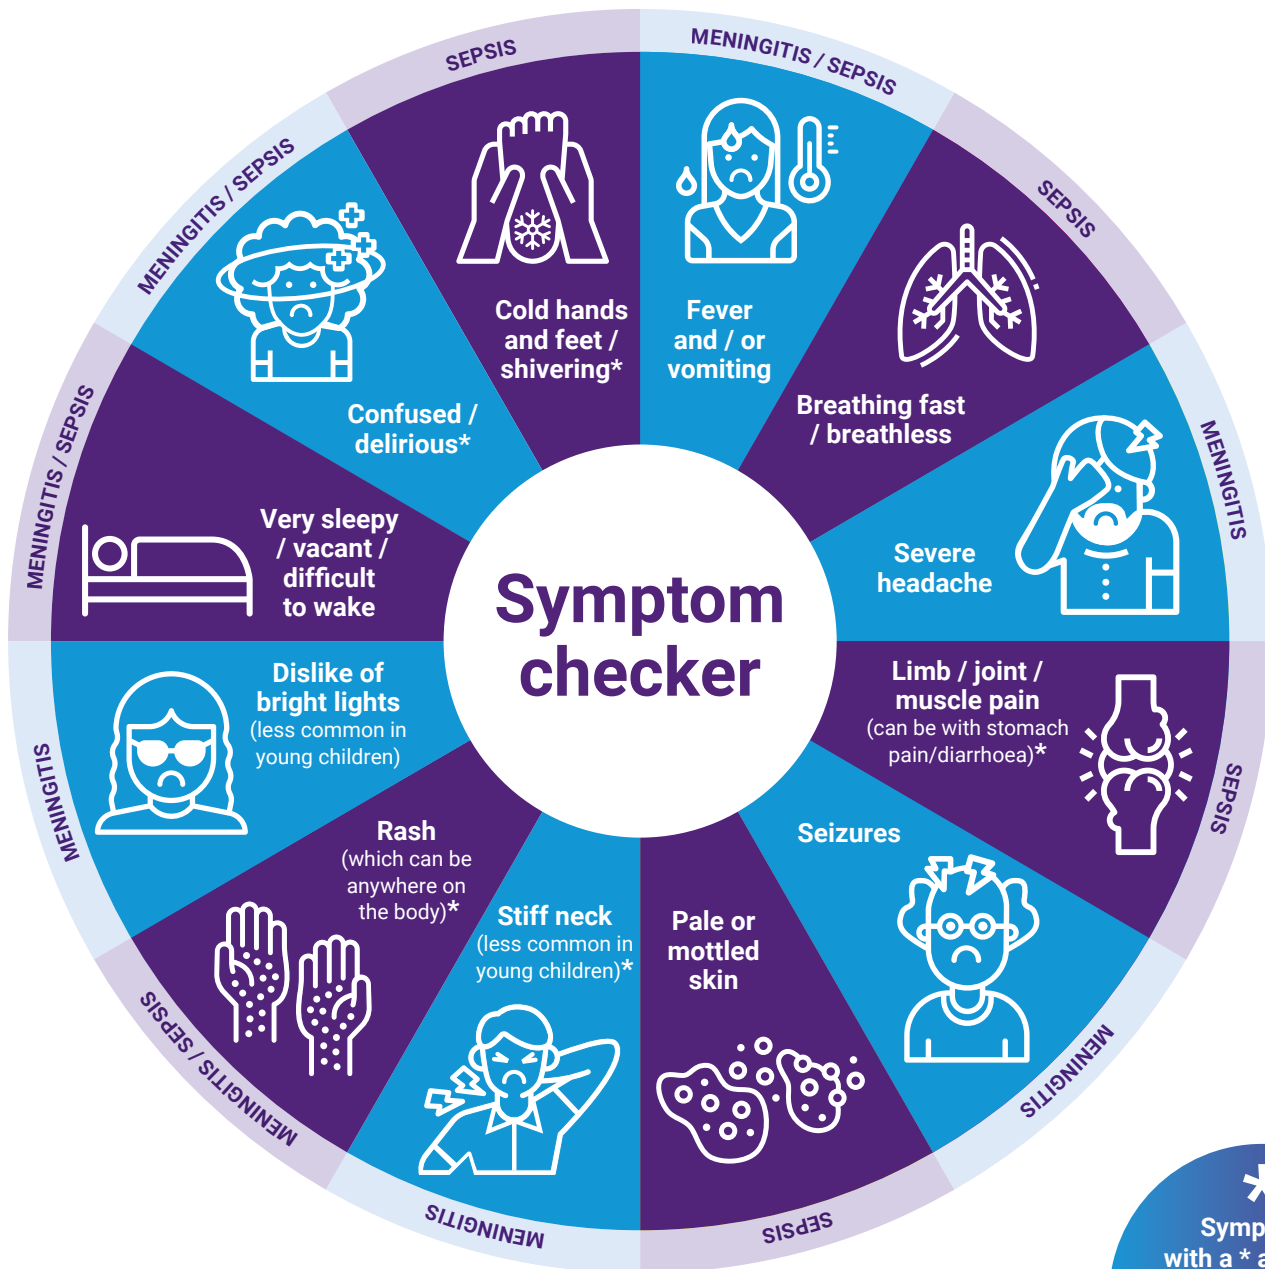 Symptom
checker
MENINGITIS / SEPSIS
Fever
and / or
vomiting
SEPSIS
Breathing fast
/ breathless
MENINGITIS
Severe
headache
SEPSIS
Limb / joint /
muscle pain
(can be with stomach
pain/diarrhoea)*
MENINGITIS
Seizures
SEPSIS
Pale or
mottled
skin
MENINGITIS
Stiff neck
(less common in
young children)*
MENINGITIS / SEPSIS
Rash
(which can be
anywhere on
the body)*
MENINGITIS
Dislike of
bright lights
(less common in
young children)
MENINGITIS / SEPSIS
Very sleepy
/ vacant /
difficult
to wake
MENINGITIS / SEPSIS
Confused /
delirious*
SEPSIS
Cold hands
and feet /
shivering*
*
with a *